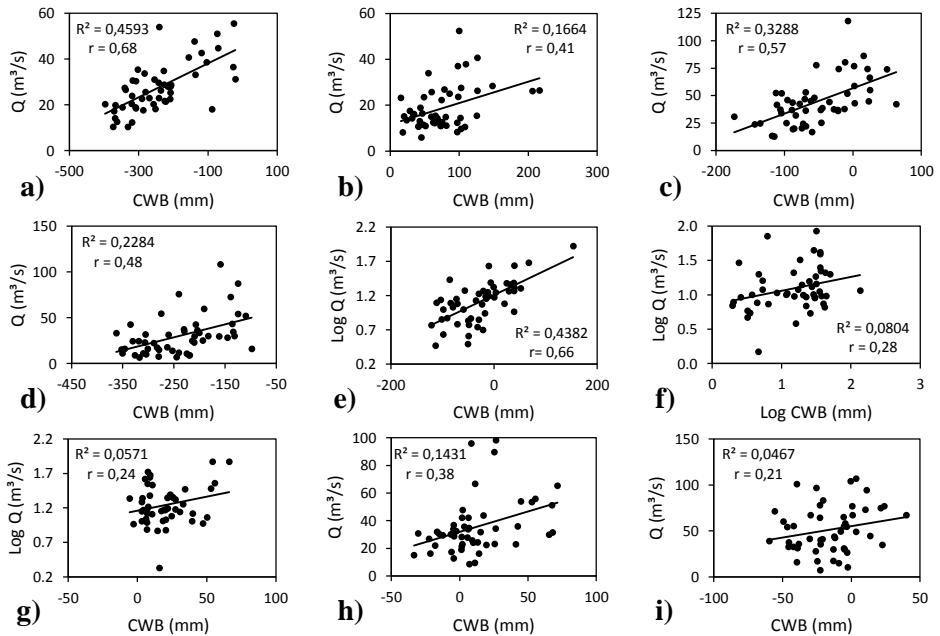 R² = 0,4593
r = 0,68
Q (m³/s)
60
40
20
0
-500 -300 -100 100
CWB (mm)
a)
R² = 0,1664
r = 0,41
Q (m³/s)
60
40
20
0
0 100 200 300
CWB (mm)
b)
R² = 0,3288
r = 0,57
Q (m³/s)
125
100
75
50
25
0
-200 -100 0 100
CWB (mm)
c)
R² = 0,2284
r = 0,48
Q (m³/s)
150
100
50
0
-450 -350 -250 -150 -50
CWB (mm)
d)
Log Q (m³/s)
2.2
1.7
1.2
0.7
0.2
R² = 0,4382
r= 0,66
-200 0 200
CWB (mm)
e)
Log Q (m³/s)
2.0
1.5
1.0
0.5
0.0
R² = 0,0804
r = 0,28
0 1 2 3
Log CWB (mm)
f)
R² = 0,0571
r = 0,24
Log Q (m³/s)
2.2
1.7
1.2
0.7
0.2
-50 0 50 100
CWB (mm)
g)
R² = 0,1431
r = 0,38
Q (m³/s)
100
80
60
40
20
0
-50 0 50 100
CWB (mm)
h)
R² = 0,0467
r = 0,21
Q (m³/s)
150
100
50
0
-100 -50 0 50
CWB (mm)
i)